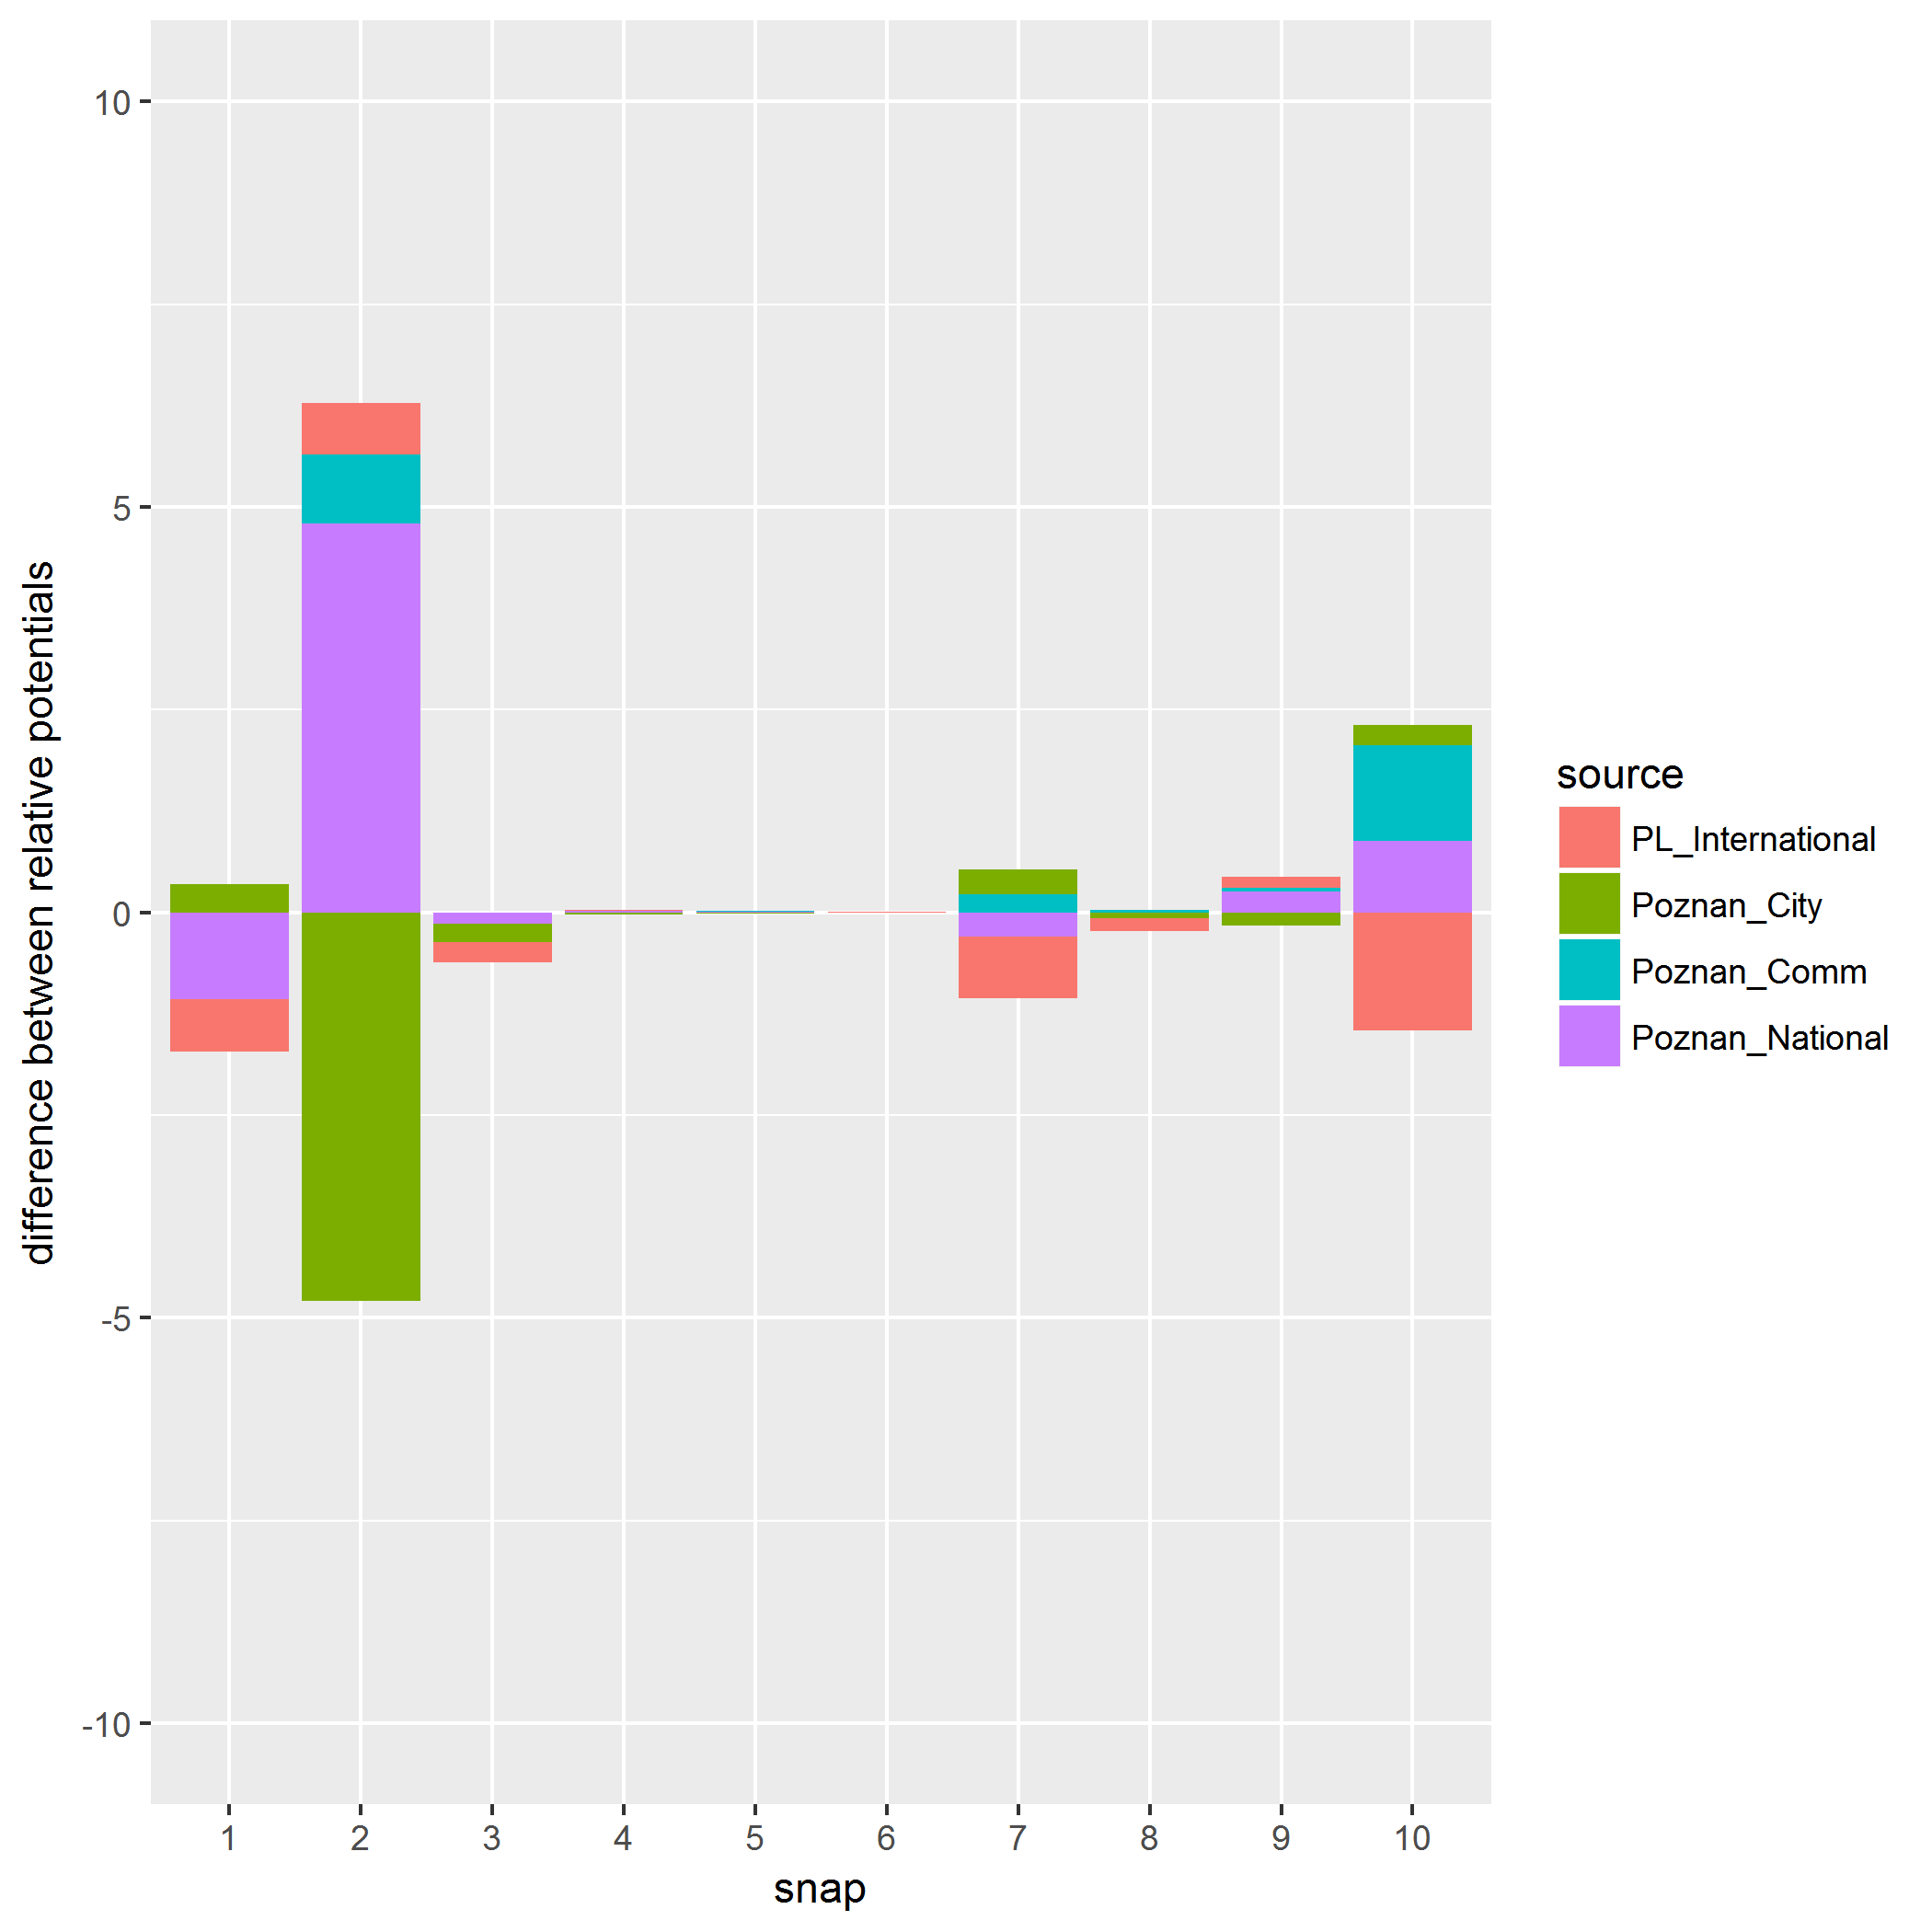 difference between relative potentials
10
5
0
-5
-10
1 2 3 4 5 6 7 8 9 10
snap
source
PL_International
Poznan_City
Poznan_Comm
Poznan_National